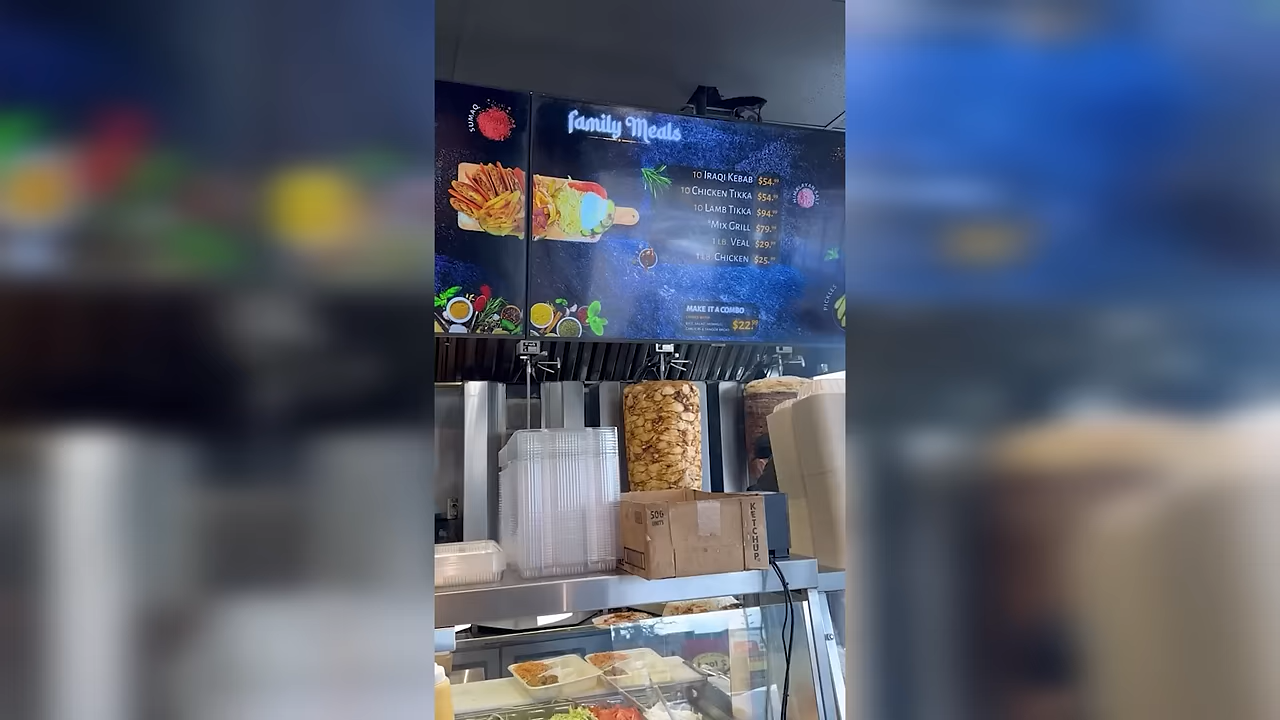 SUMAQ
Family Meals
10 IRAQI KEBAB $54.99
10 CHICKEN TIKKA $54.99
10 LAMB TIKKA $94.99
*MIX GRILL $79.99
1 LB. VEAL $29.99
1 LB. CHICKEN $25.99
MAKE IT A COMBO
$22.99
PICKLES
500
UNITS
KETCHUP